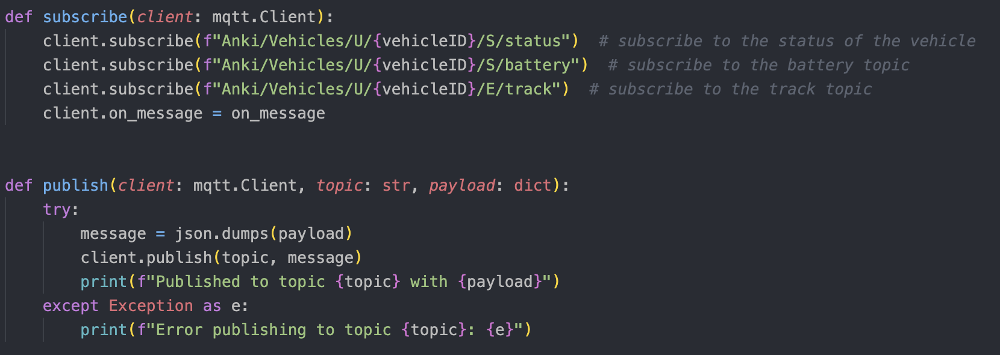 def subscribe(client: mqtt.Client):
    client.subscribe(f"Anki/Vehicles/U/{vehicleID}/S/status")  # subscribe to the status of the vehicle
    client.subscribe(f"Anki/Vehicles/U/{vehicleID}/S/battery")  # subscribe to the battery topic
    client.subscribe(f"Anki/Vehicles/U/{vehicleID}/E/track")  # subscribe to the track topic
    client.on_message = on_message
def publish(client: mqtt.Client, topic: str, payload: dict):
    try:
        message = json.dumps(payload)
        client.publish(topic, message)
        print(f"Published to topic {topic} with {payload}")
    except Exception as e:
        print(f"Error publishing to topic {topic}: {e}")